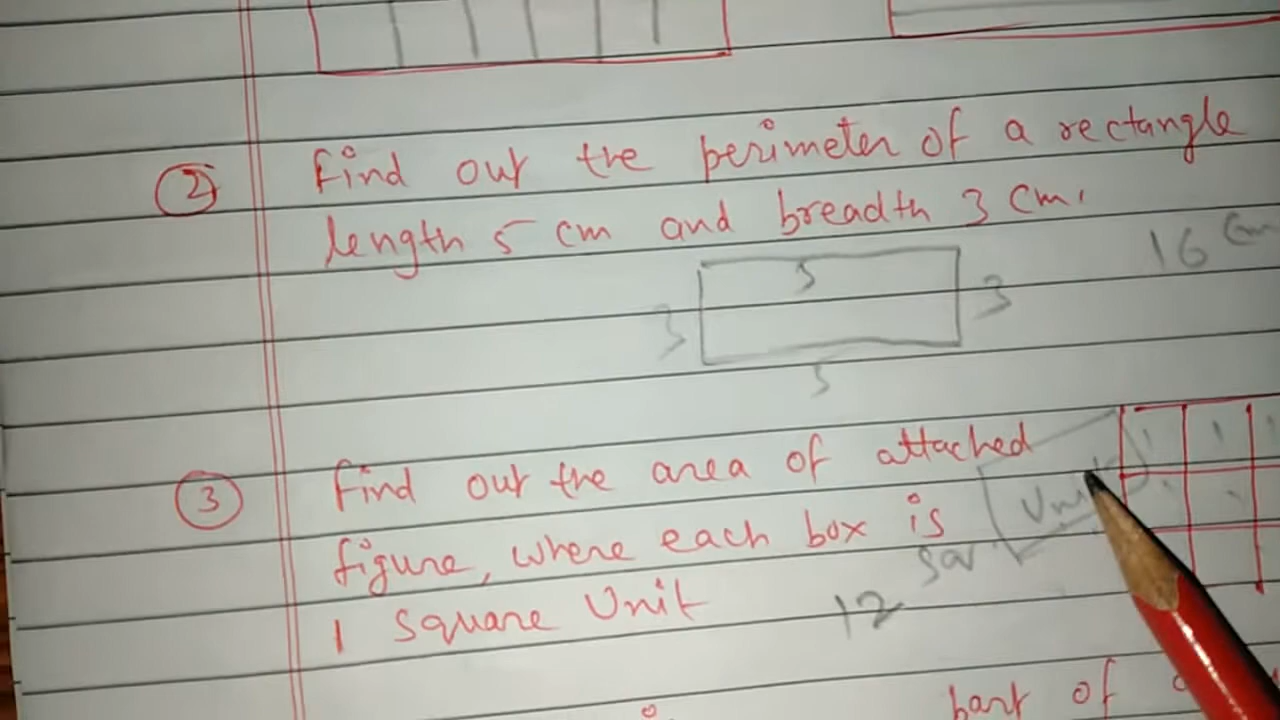 2 Find out the perimeter of a rectangle
length 5 cm and breadth 3 cm.
16 cm
5
3
3
5
3 Find out the area of attached
figure, where each box is
1 square Unit
12 Sqr Unit
part of